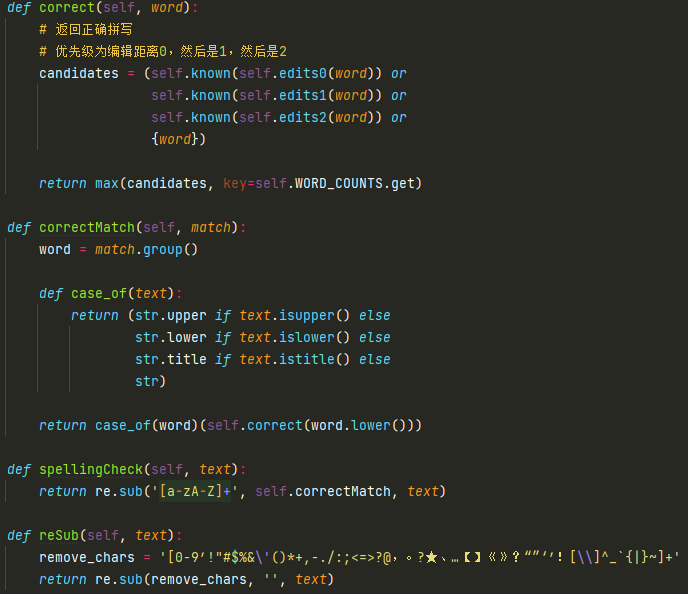 def correct(self, word):
    # 返回正确拼写
    # 优先级为编辑距离0，然后是1，然后是2
    candidates = (self.known(self.edits0(word)) or
                  self.known(self.edits1(word)) or
                  self.known(self.edits2(word)) or
                  {word})
    return max(candidates, key=self.WORD_COUNTS.get)
def correctMatch(self, match):
    word = match.group()
    def case_of(text):
        return (str.upper if text.isupper() else
                str.lower if text.islower() else
                str.title if text.istitle() else
                str)
    return case_of(word)(self.correct(word.lower()))
def spellingCheck(self, text):
    return re.sub('[a-zA-Z]+', self.correctMatch, text)
def reSub(self, text):
    remove_chars = '[0-9’!"#$%&\'()*+,-./:;<=>?@，。?★、…【】《》？“”‘’！[\\]^_`{|}~]+'
    return re.sub(remove_chars, '', text)